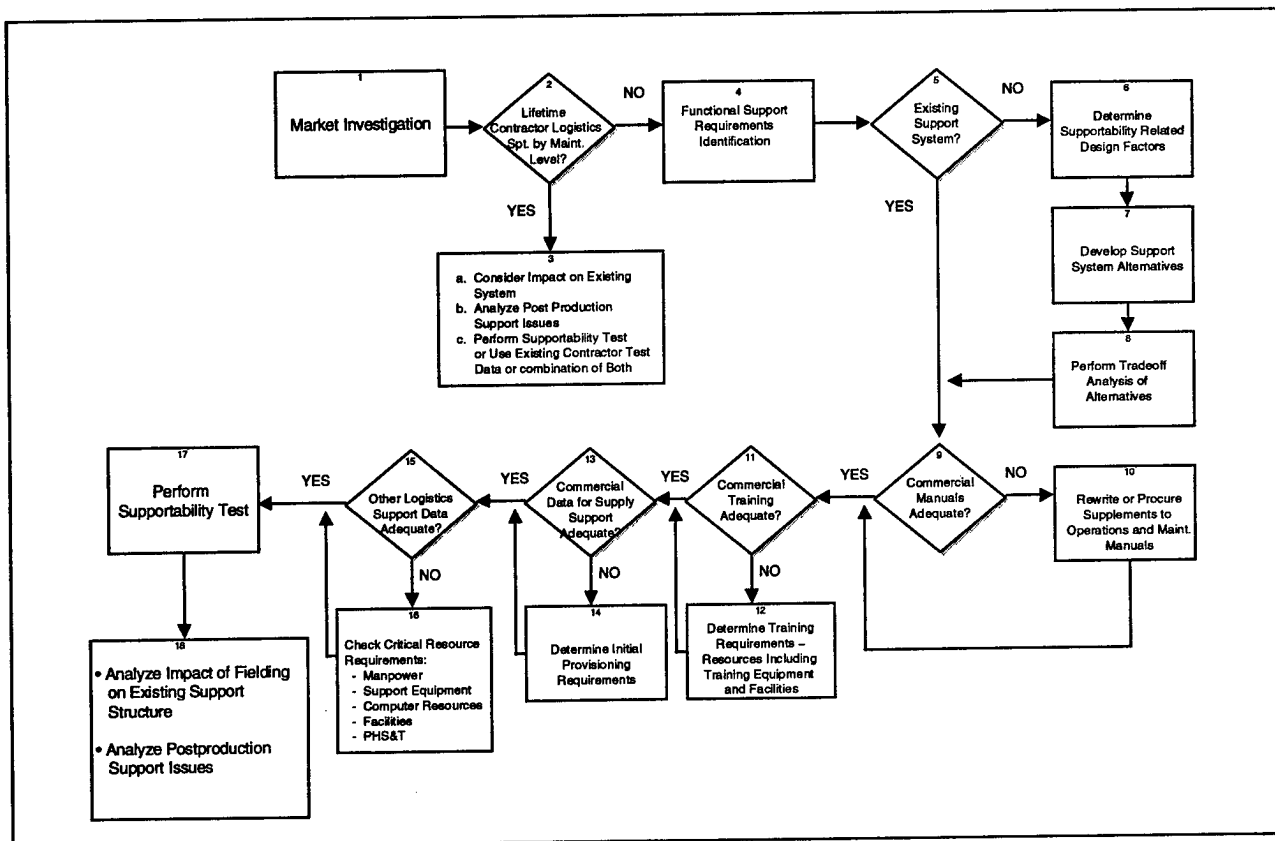 1
Market Investigation
2
Lifetime
Contractor Logistics
Spt. by Maint.
Level?
NO
YES
3
a. Consider Impact on Existing
System
b. Analyze Post Production
Support Issues
c. Perform Supportability Test
or Use Existing Contractor Test
Data or combination of Both
4
Functional Support
Requirements
Identification
5
Existing
Support
System?
NO
YES
6
Determine
Supportability Related
Design Factors
7
Develop Support
System Alternatives
8
Perform Tradeoff
Analysis of
Alternatives
9
Commercial
Manuals
Adequate?
NO
YES
10
Rewrite or Procure
Supplements to
Operations and Maint.
Manuals
11
Commercial
Training
Adequate?
YES
NO
12
Determine Training
Requirements –
Resources Including
Training Equipment
and Facilities
13
Commercial
Data for Supply
Support
Adequate?
YES
NO
14
Determine Initial
Provisioning
Requirements
15
Other Logistics
Support Data
Adequate?
YES
NO
16
Check Critical Resource
Requirements:
- Manpower
- Support Equipment
- Computer Resources
- Facilities
- PHS&T
17
Perform
Supportability Test
18
• Analyze Impact of Fielding
on Existing Support
Structure
• Analyze Postproduction
Support Issues